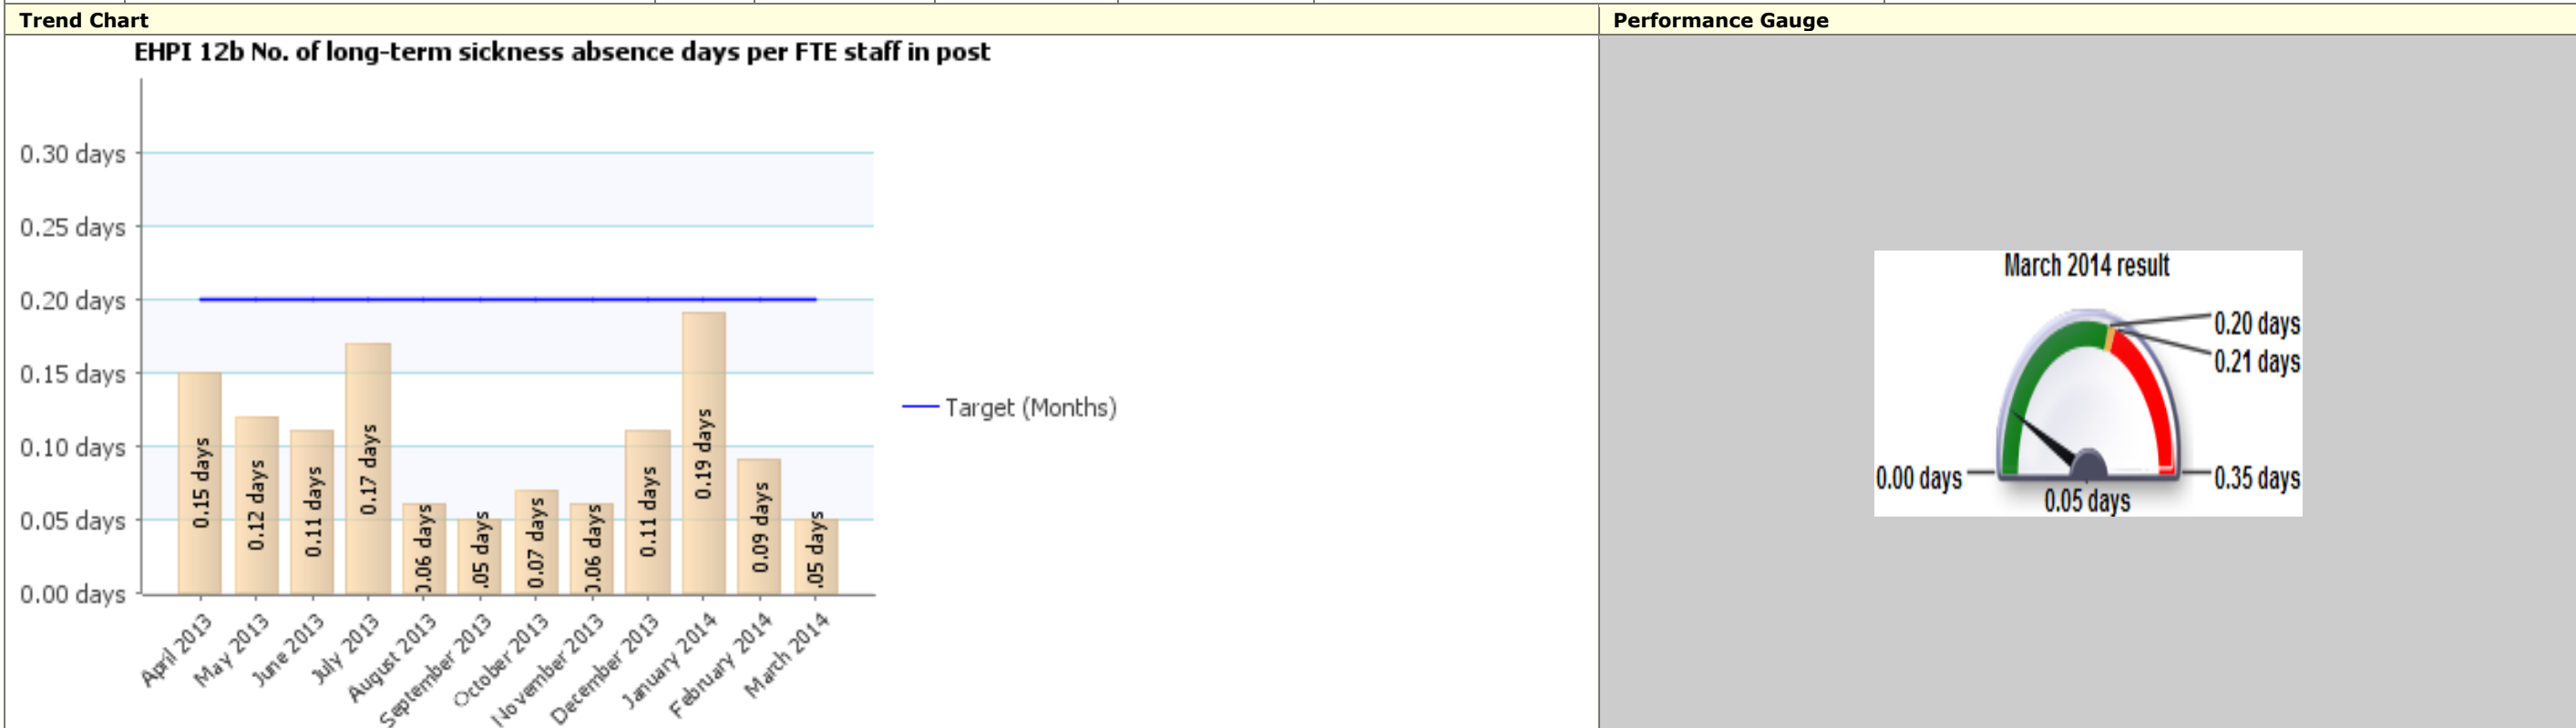 Trend Chart
Performance Gauge
EHPI 12b No. of long-term sickness absence days per FTE staff in post
0.30 days
0.25 days
0.20 days
0.15 days
0.10 days
0.05 days
0.00 days
0.15 days
0.12 days
0.11 days
0.17 days
0.06 days
.05 days
0.07 days
0.06 days
0.11 days
0.19 days
0.09 days
.05 days
April 2013
May 2013
June 2013
July 2013
August 2013
September 2013
October 2013
November 2013
December 2013
January 2014
February 2014
March 2014
Target (Months)
March 2014 result
0.20 days
0.21 days
0.00 days
0.35 days
0.05 days